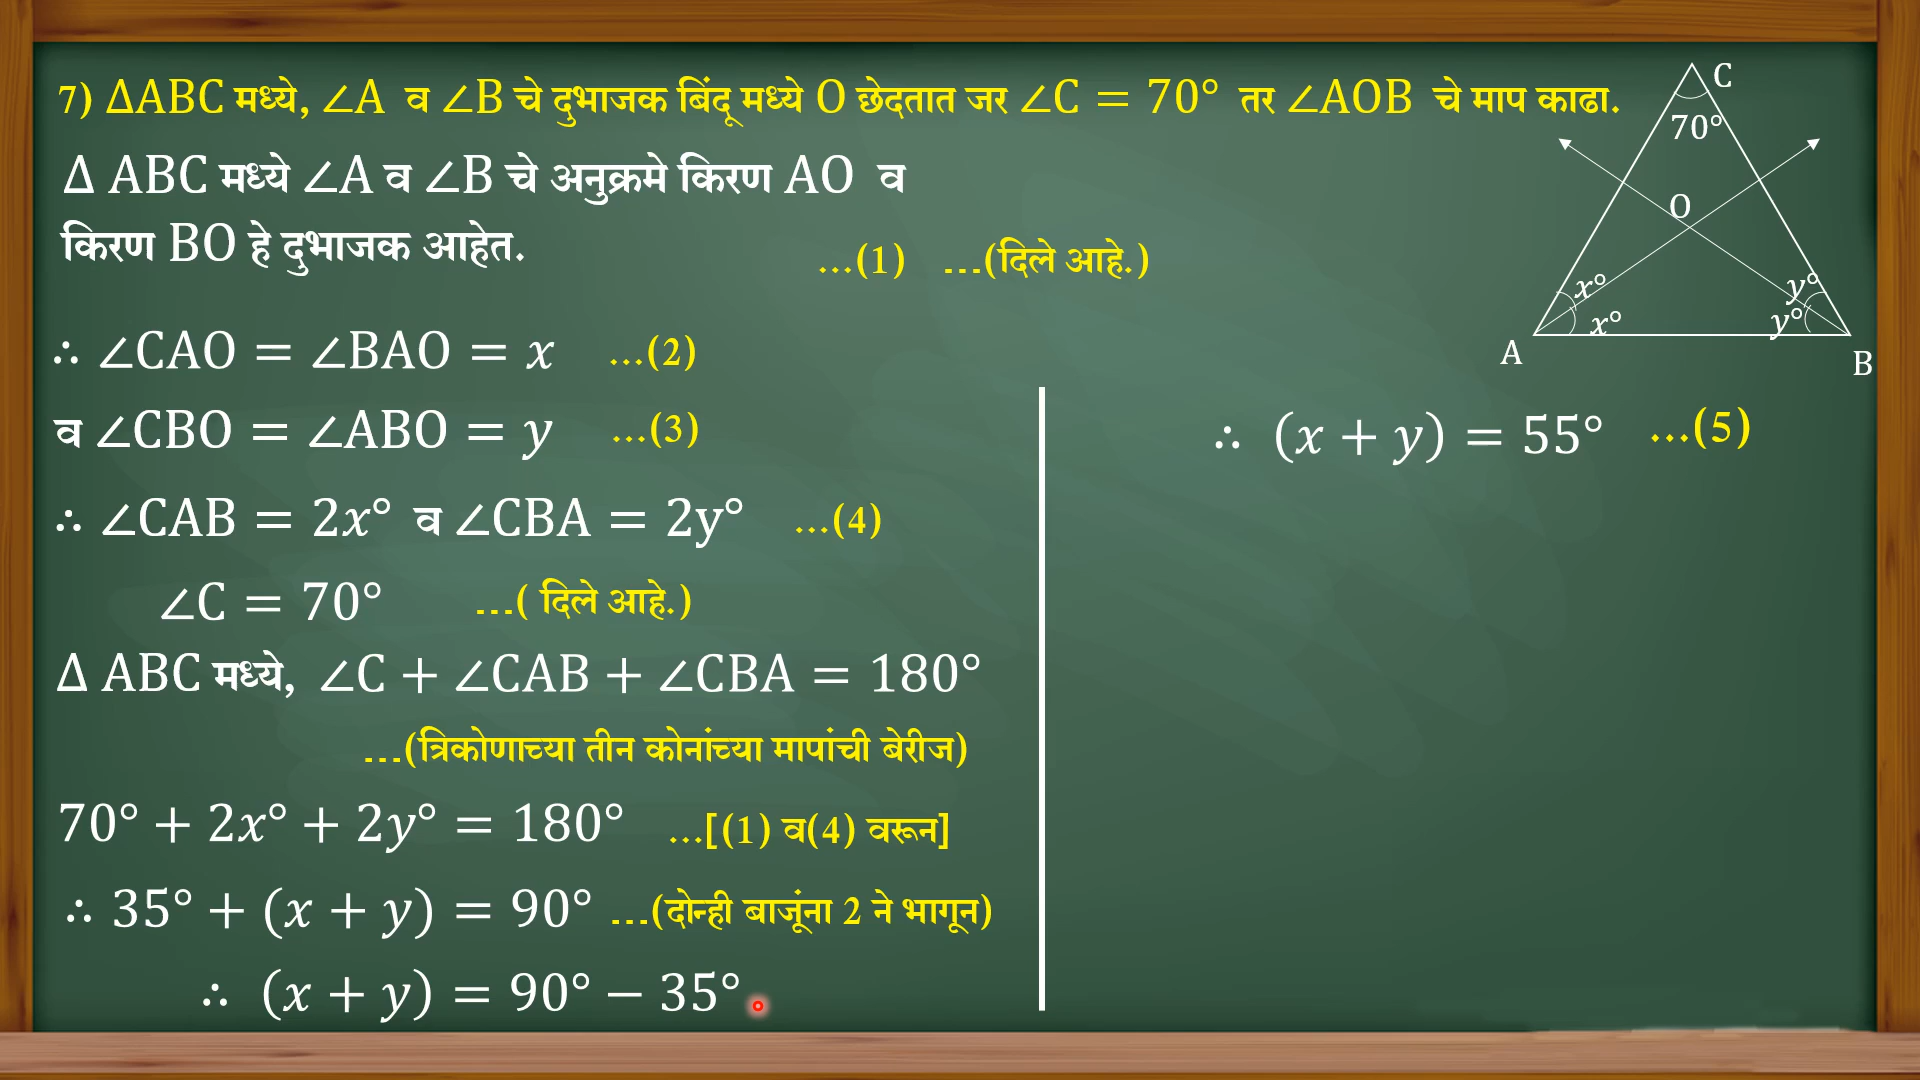 7) ΔABC मध्ये, ∠A व ∠B चे दुभाजक बिंदू मध्ये O छेदतात जर ∠C = 70° तर ∠AOB चे माप काढा.
Δ ABC मध्ये ∠A व ∠B चे अनुक्रमे किरण AO व
किरण BO हे दुभाजक आहेत. ...(1) ---(दिले आहे.)
∴ ∠CAO = ∠BAO = x ...(2)
व ∠CBO = ∠ABO = y ...(3)
∴ ∠CAB = 2x° व ∠CBA = 2y° ...(4)
∠C = 70° ---( दिले आहे.)
Δ ABC मध्ये, ∠C + ∠CAB + ∠CBA = 180°
---(त्रिकोणाच्या तीन कोनांच्या मापांची बेरीज)
70° + 2x° + 2y° = 180° ...[(1) व(4) वरून]
∴ 35° + (x + y) = 90° ---(दोन्ही बाजूंना 2 ने भागून)
∴ (x + y) = 90° − 35°
∴ (x + y) = 55° ...(5)
C
70°
O
x° y°
x° y°
A B